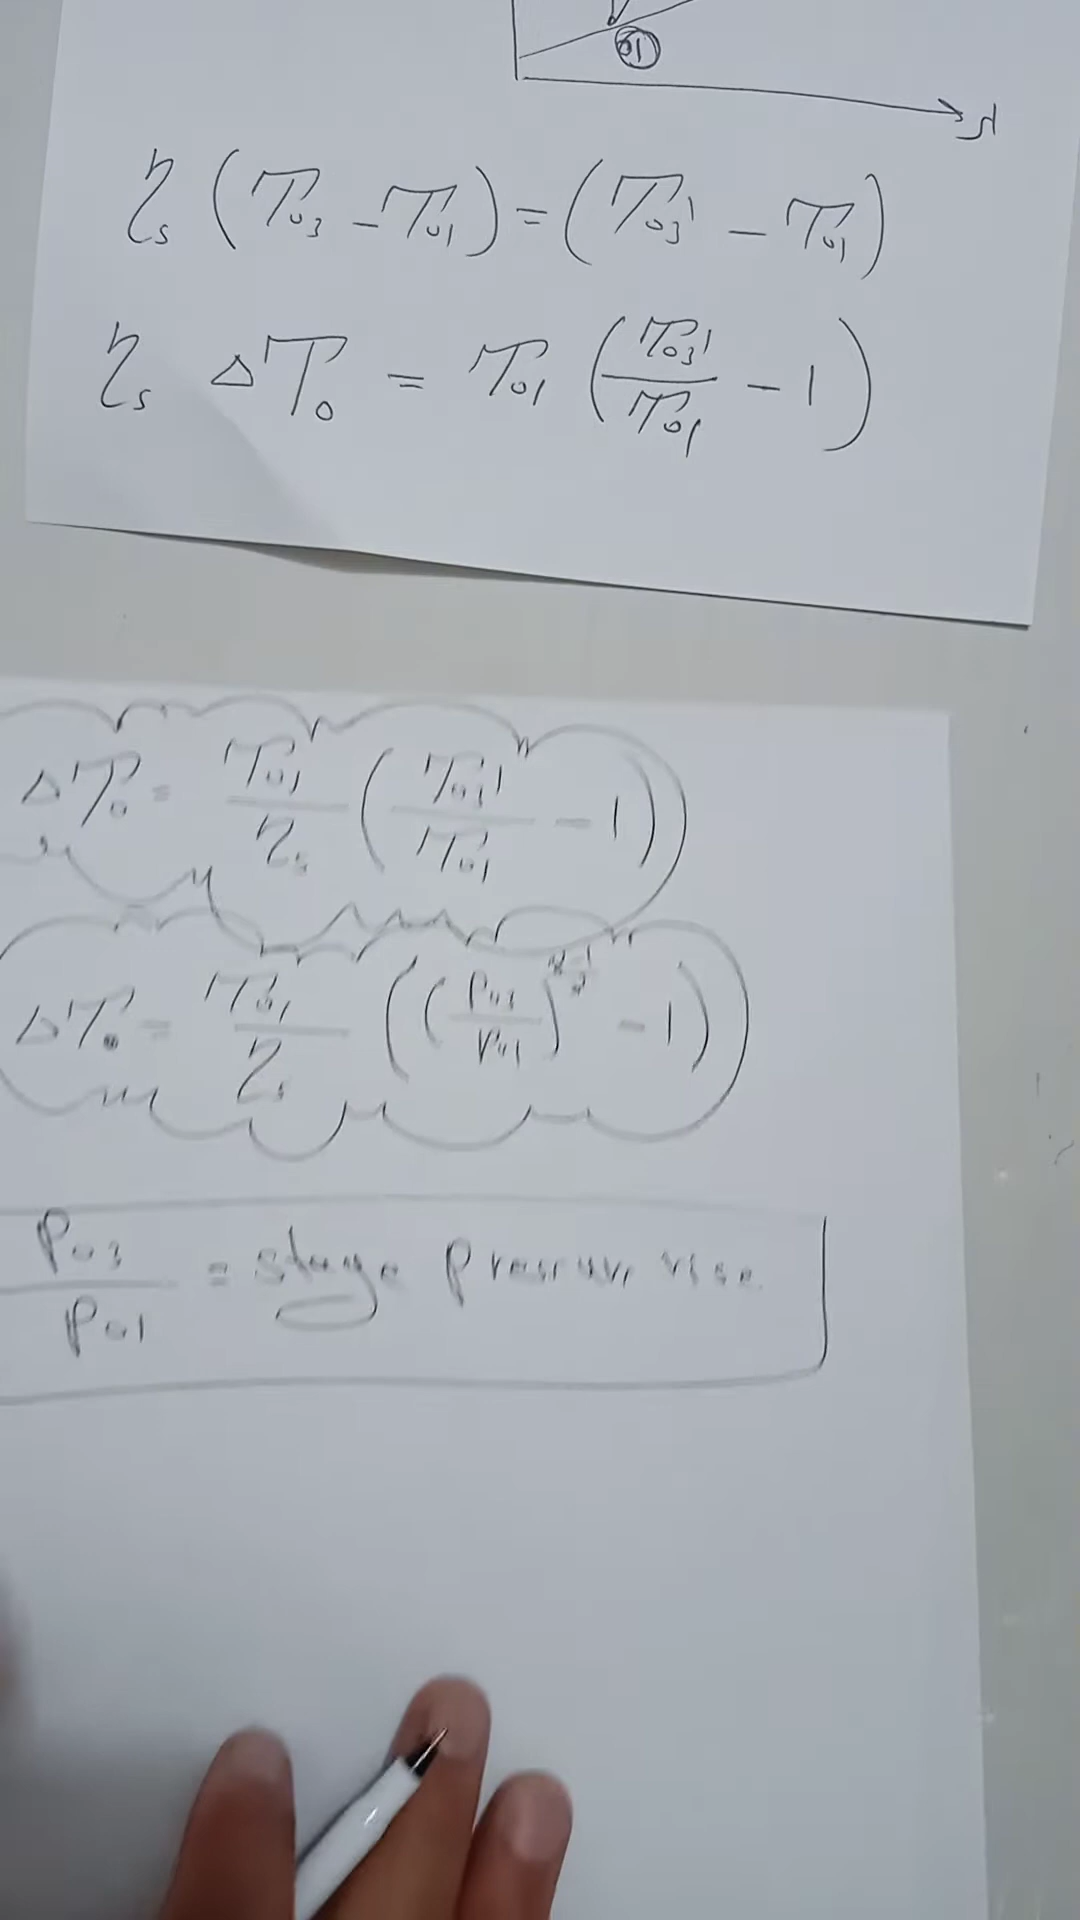 01
s
η_s (T_03 - T_01) = (T_03' - T_01)
η_s ΔT_0 = T_01 (T_03'/T_01 - 1)
ΔT_0 = T_01/η_s (T_03'/T_01 - 1)
ΔT_0 = T_01/η_s ((P_03/P_01)^(γ-1/γ) - 1)
P_03/P_01 = stage pressure rise